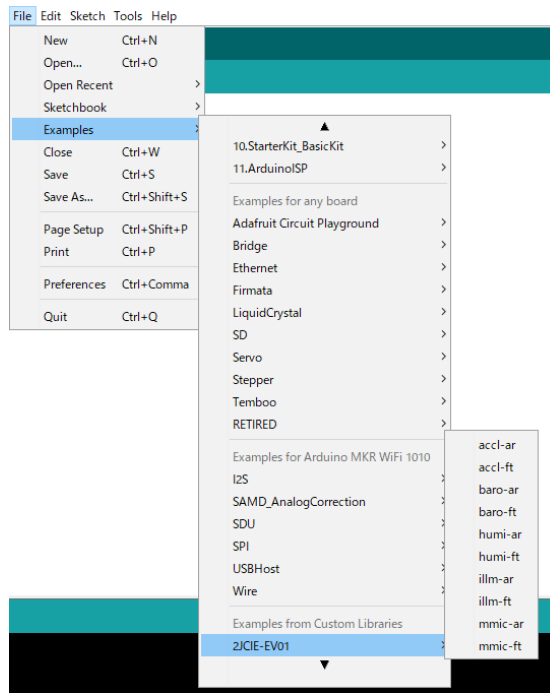 File Edit Sketch Tools Help
New Ctrl+N
Open... Ctrl+O
Open Recent
Sketchbook
Examples
Close Ctrl+W
Save Ctrl+S
Save As... Ctrl+Shift+S
Page Setup Ctrl+Shift+P
Print Ctrl+P
Preferences Ctrl+Comma
Quit Ctrl+Q
10.StarterKit_BasicKit
11.ArduinoISP
Examples for any board
Adafruit Circuit Playground
Bridge
Ethernet
Firmata
LiquidCrystal
SD
Servo
Stepper
Temboo
RETIRED
Examples for Arduino MKR WiFi 1010
I2S
SAMD_AnalogCorrection
SDU
SPI
USBHost
Wire
Examples from Custom Libraries
2JCIE-EV01
accl-ar
accl-ft
baro-ar
baro-ft
humi-ar
humi-ft
illm-ar
illm-ft
mmic-ar
mmic-ft